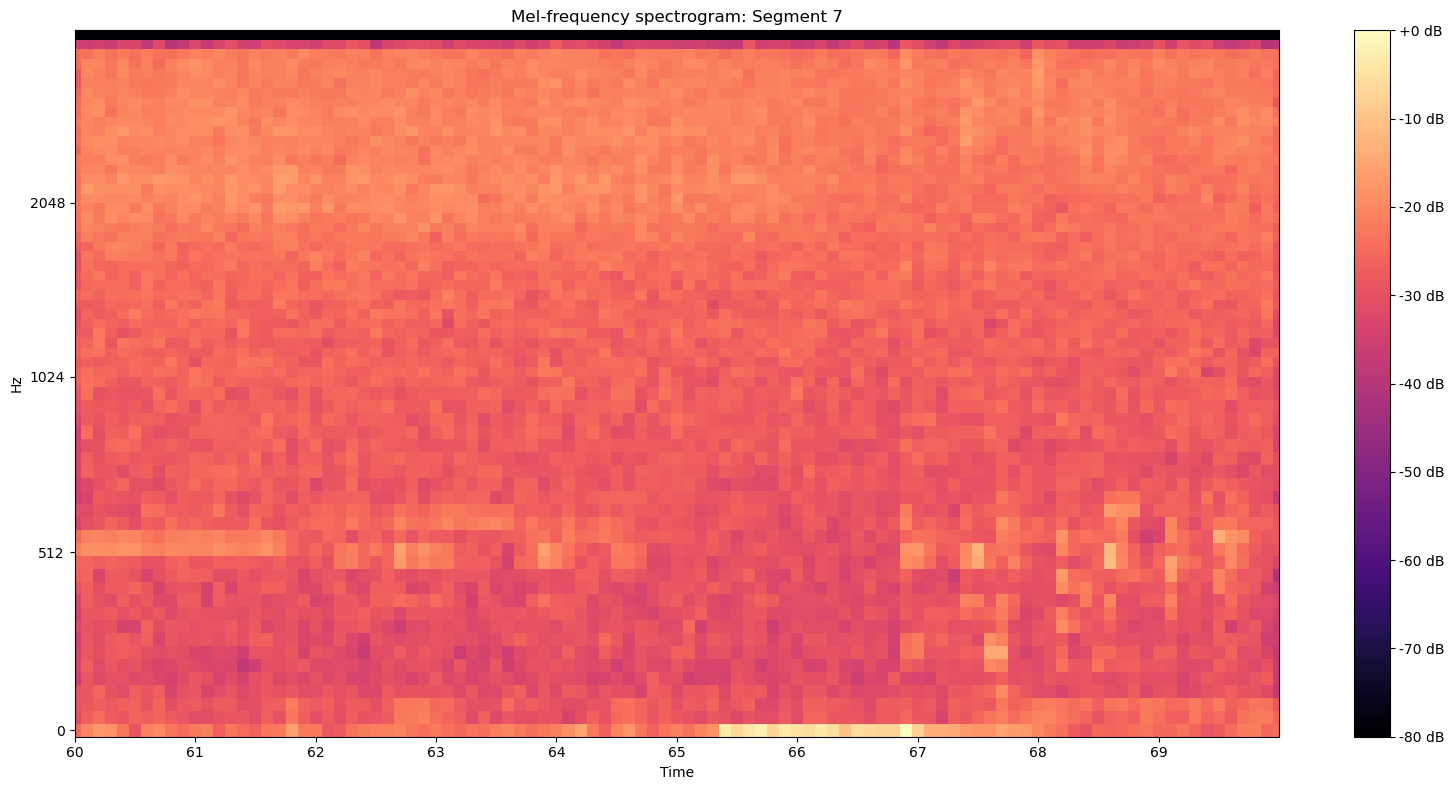 Mel-frequency spectrogram: Segment 7
Hz
2048
1024
512
0
60 61 62 63 64 65 66 67 68 69
Time
+0 dB
-10 dB
-20 dB
-30 dB
-40 dB
-50 dB
-60 dB
-70 dB
-80 dB